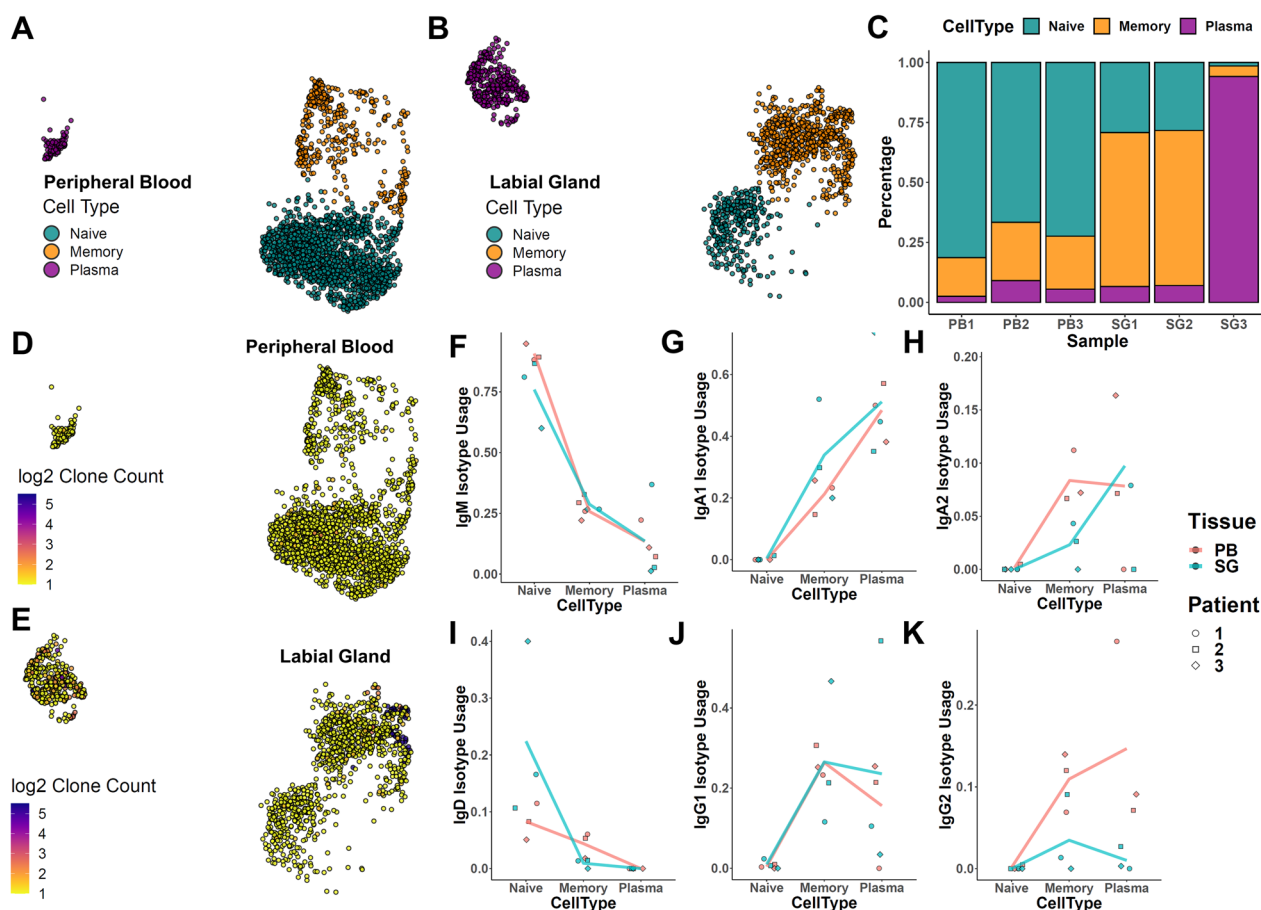 A
Peripheral Blood
Cell Type
Naive
Memory
Plasma
B
Labial Gland
Cell Type
Naive
Memory
Plasma
C
CellType Naive Memory Plasma
Percentage
1.00
0.75
0.50
0.25
0.00
PB1 PB2 PB3 SG1 SG2 SG3
Sample
D
Peripheral Blood
log2 Clone Count
5
4
3
2
1
E
Labial Gland
log2 Clone Count
5
4
3
2
1
F
IgM Isotype Usage
0.75
0.50
0.25
0.00
Naive Memory Plasma
CellType
G
IgA1 Isotype Usage
0.6
0.4
0.2
0.0
Naive Memory Plasma
CellType
H
IgA2 Isotype Usage
0.20
0.15
0.10
0.05
0.00
Naive Memory Plasma
CellType
Tissue
PB
SG
Patient
1
2
3
I
IgD Isotype Usage
0.4
0.3
0.2
0.1
0.0
Naive Memory Plasma
CellType
J
IgG1 Isotype Usage
0.4
0.2
0.0
Naive Memory Plasma
CellType
K
IgG2 Isotype Usage
0.2
0.1
0.0
Naive Memory Plasma
CellType